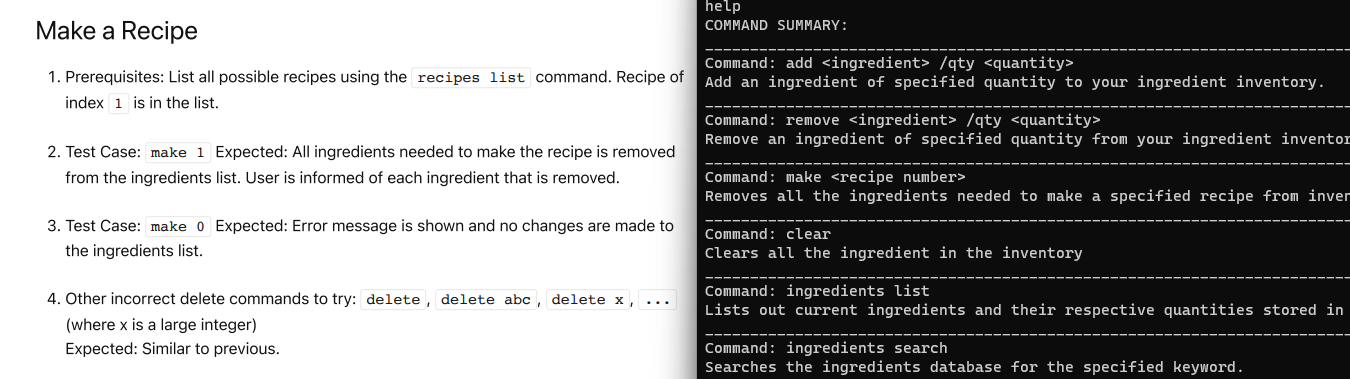 Make a Recipe
1. Prerequisites: List all possible recipes using the recipes list command. Recipe of
index 1 is in the list.
2. Test Case: make 1 Expected: All ingredients needed to make the recipe is removed
from the ingredients list. User is informed of each ingredient that is removed.
3. Test Case: make 0 Expected: Error message is shown and no changes are made to
the ingredients list.
4. Other incorrect delete commands to try: delete, delete abc, delete x, ...
(where x is a large integer)
Expected: Similar to previous.
help
COMMAND SUMMARY:
Command: add <ingredient> /qty <quantity>
Add an ingredient of specified quantity to your ingredient inventory.
Command: remove <ingredient> /qty <quantity>
Remove an ingredient of specified quantity from your ingredient inventor
Command: make <recipe number>
Removes all the ingredients needed to make a specified recipe from inver
Command: clear
Clears all the ingredient in the inventory
Command: ingredients list
Lists out current ingredients and their respective quantities stored in
Command: ingredients search
Searches the ingredients database for the specified keyword.